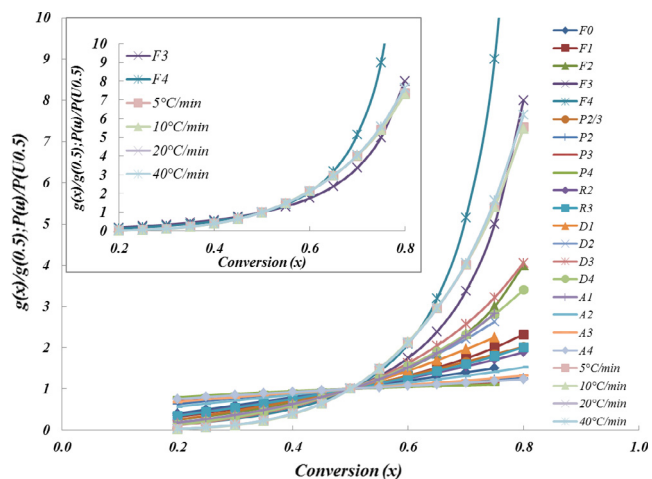 g(x)/g(0.5);P(u)/P(U0.5)
10
9
8
7
6
5
4
3
2
1
0
0.0
0.2
0.4
0.6
0.8
1.0
Conversion (x)
g(x)/g(0.5);P(u)/P(U0.5)
10
9
8
7
6
5
4
3
2
1
0
0.2
0.4
0.6
0.8
Conversion (x)
F3
F4
5°C/min
10°C/min
20°C/min
40°C/min
F0
F1
F2
F3
F4
P2/3
P2
P3
P4
R2
R3
D1
D2
D3
D4
A1
A2
A3
A4
5°C/min
10°C/min
20°C/min
40°C/min